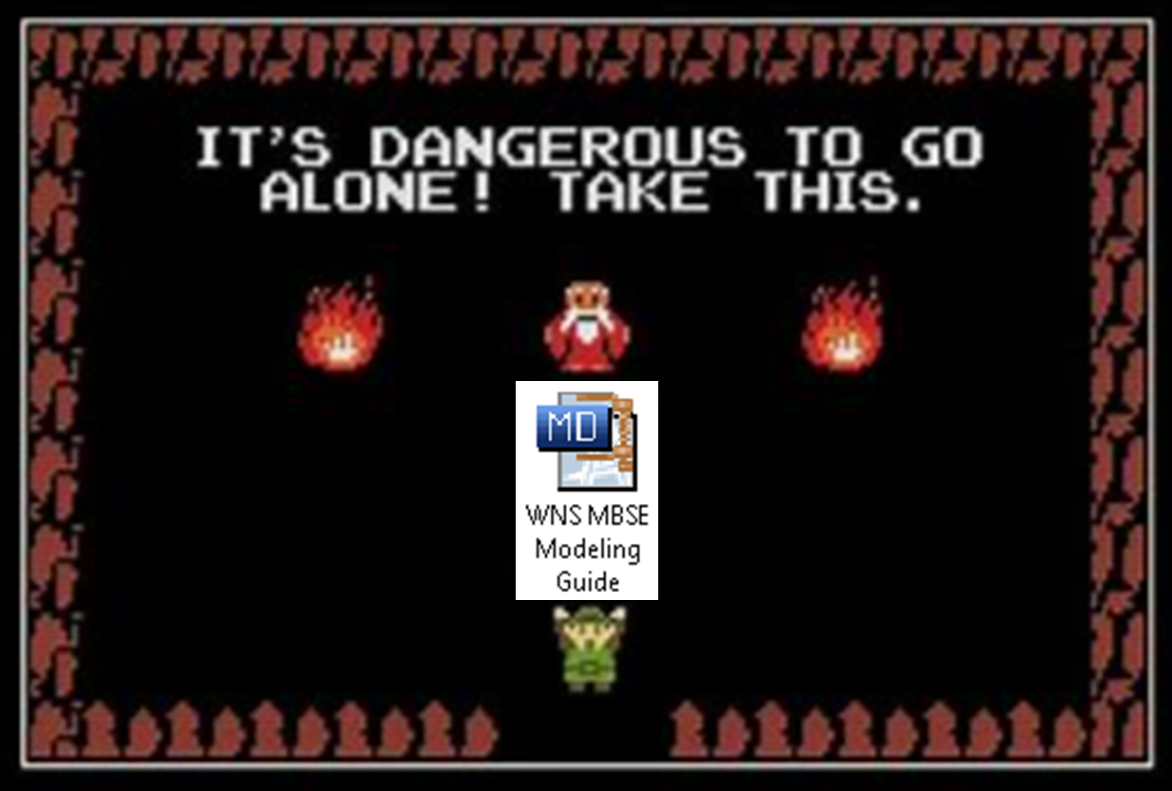 IT'S DANGEROUS TO GO
ALONE! TAKE THIS.
MD
WNS MBSE
Modeling
Guide